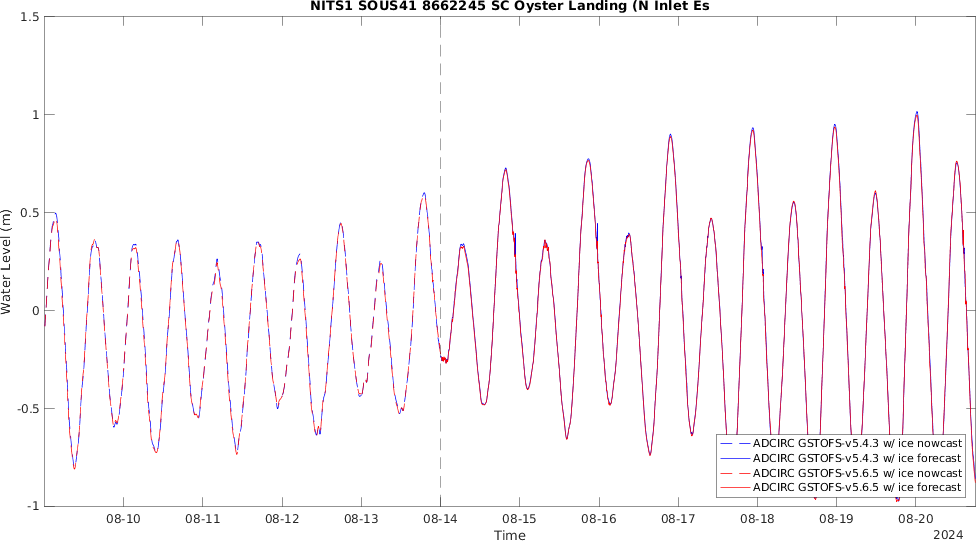 NITS1 SOUS41 8662245 SC Oyster Landing (N Inlet Es
1.5
1
0.5
0
-0.5
-1
Water Level (m)
08-10 08-11 08-12 08-13 08-14 08-15 08-16 08-17 08-18 08-19 08-20
Time
2024
ADCIRC GSTOFS-v5.4.3 w/ ice nowcast
ADCIRC GSTOFS-v5.4.3 w/ ice forecast
ADCIRC GSTOFS-v5.6.5 w/ ice nowcast
ADCIRC GSTOFS-v5.6.5 w/ ice forecast